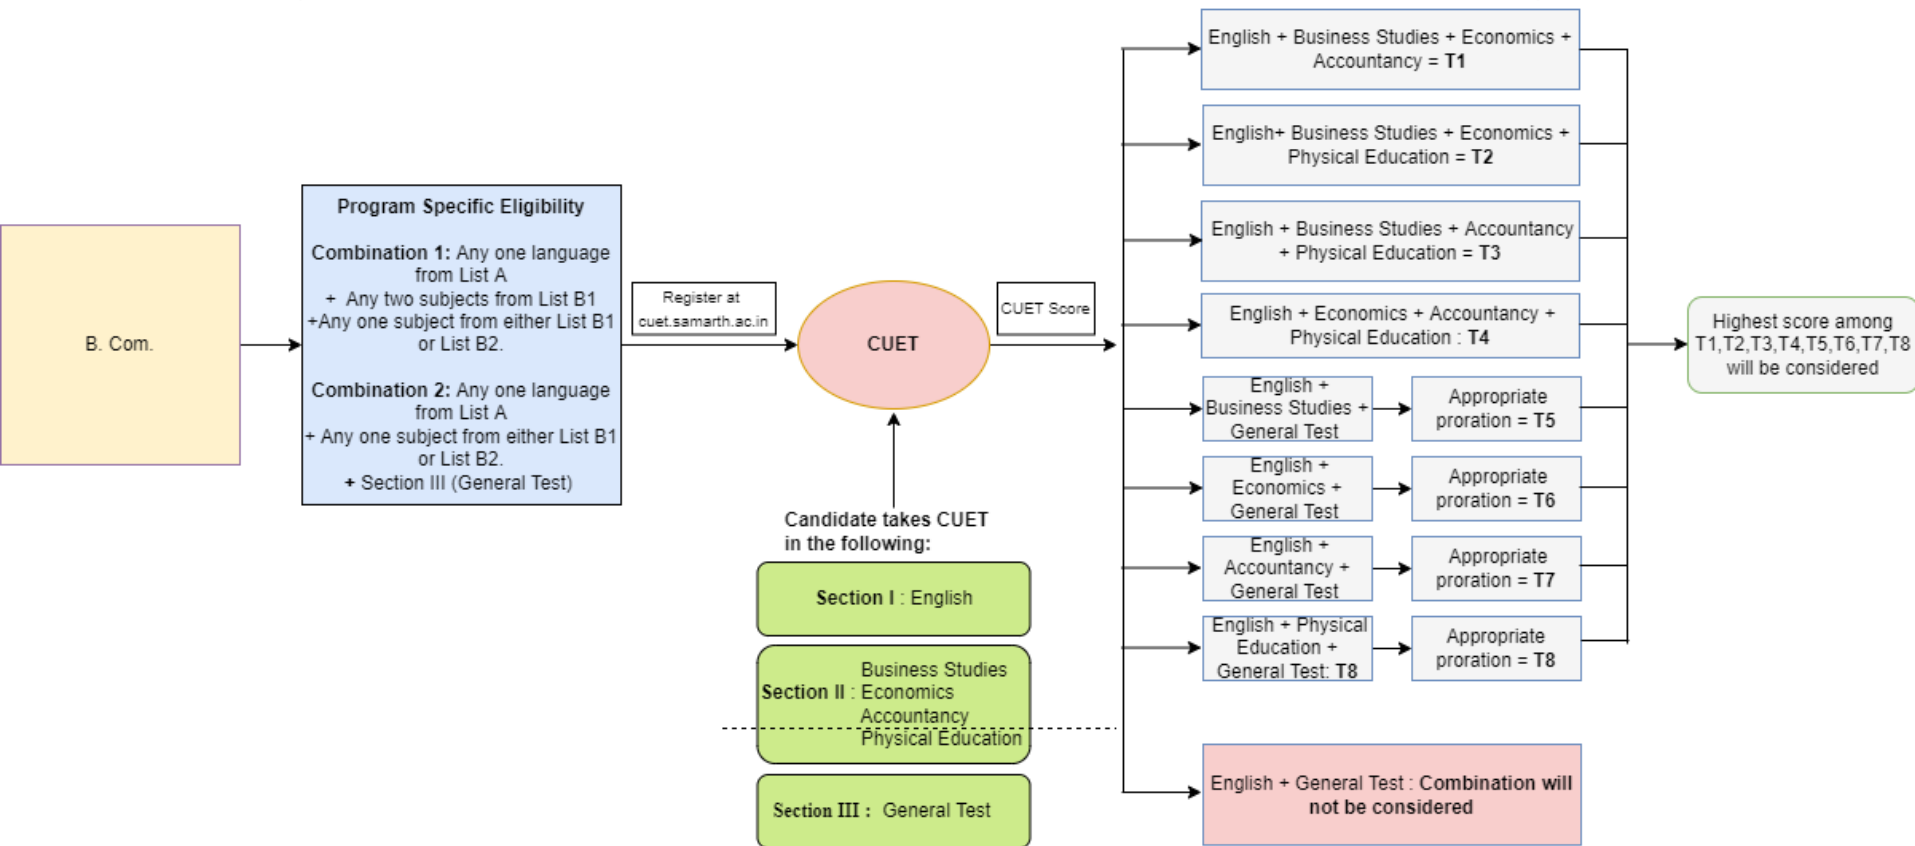 B. Com.
Program Specific Eligibility
Combination 1: Any one language
from List A
+ Any two subjects from List B1
+Any one subject from either List B1
or List B2.
Combination 2: Any one language
from List A
+ Any one subject from either List B1
or List B2.
+ Section III (General Test)
Register at
cuet.samarth.ac.in
CUET
CUET Score
Candidate takes CUET
in the following:
Section I : English
Business Studies
Section II : Economics
Accountancy
Physical Education
Section III : General Test
English + Business Studies + Economics +
Accountancy = T1
English+ Business Studies + Economics +
Physical Education = T2
English + Business Studies + Accountancy
+ Physical Education = T3
English + Economics + Accountancy +
Physical Education : T4
English +
Business Studies +
General Test
Appropriate
proration = T5
English +
Economics +
General Test
Appropriate
proration = T6
English +
Accountancy +
General Test
Appropriate
proration = T7
English + Physical
Education +
General Test: T8
Appropriate
proration = T8
English + General Test : Combination will
not be considered
Highest score among
T1,T2,T3,T4,T5,T6,T7,T8
will be considered